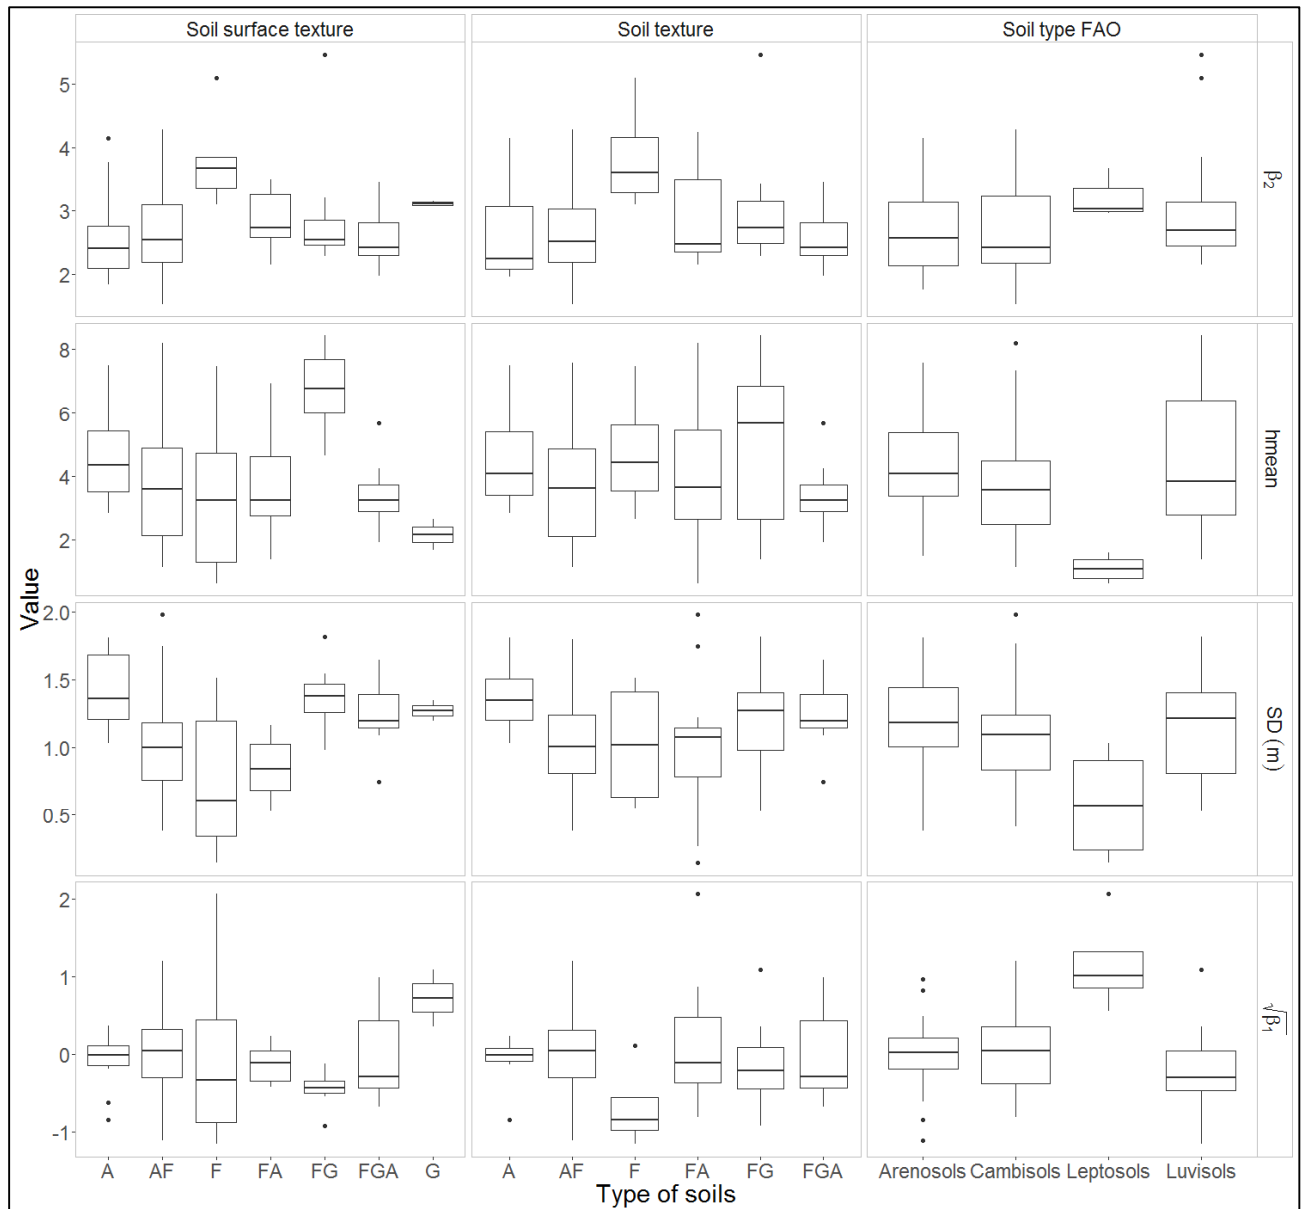 Soil surface texture Soil texture Soil type FAO
5
4
3
2
β2
8
6
4
2
hmean
2.0
1.5
1.0
0.5
SD (m)
2
1
0
-1
√β1
Value
A AF F FA FG FGA G A AF F FA FG FGA Arenosols Cambisols Leptosols Luvisols
Type of soils